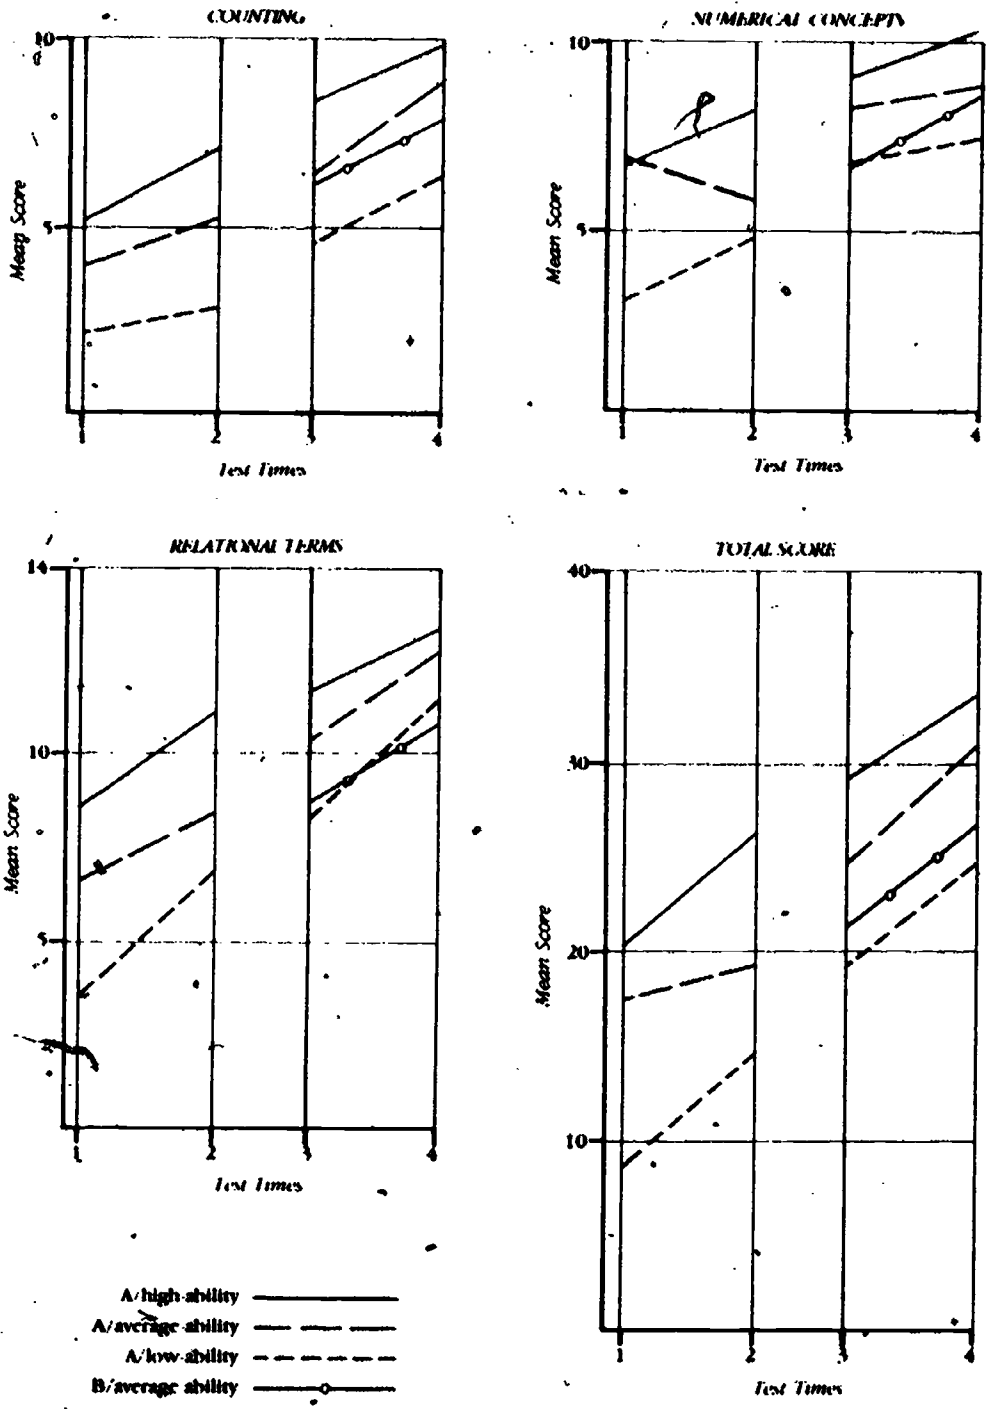 COUNTING
10
5
Mean Score
1 2 3 4
Test Times
NUMERICAL CONCEPTS
10
5
Mean Score
1 2 3 4
Test Times
RELATIONAL TERMS
14
10
5
Mean Score
1 2 3 4
Test Times
TOTAL SCORE
40
30
20
10
Mean Score
1 2 3 4
Test Times
A/high-ability
A/average-ability
A/low-ability
B/average ability